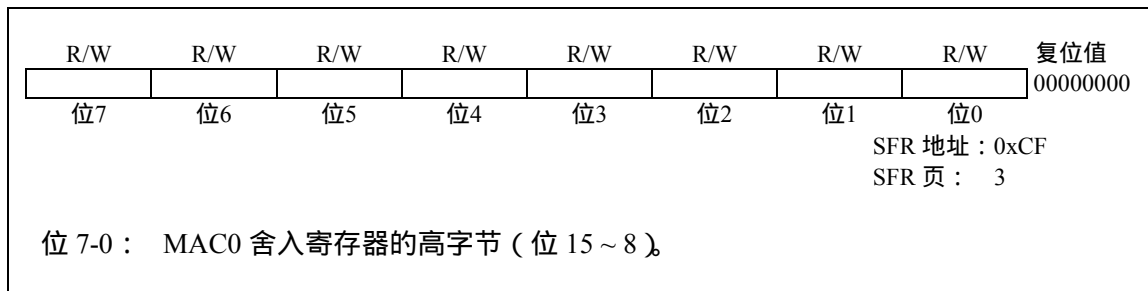 R/W R/W R/W R/W R/W R/W R/W R/W 复位值
00000000
位7 位6 位5 位4 位3 位2 位1 位0
SFR 地址：0xCF
SFR 页： 3
位 7-0： MAC0 舍入寄存器的高字节（位 15～8）。